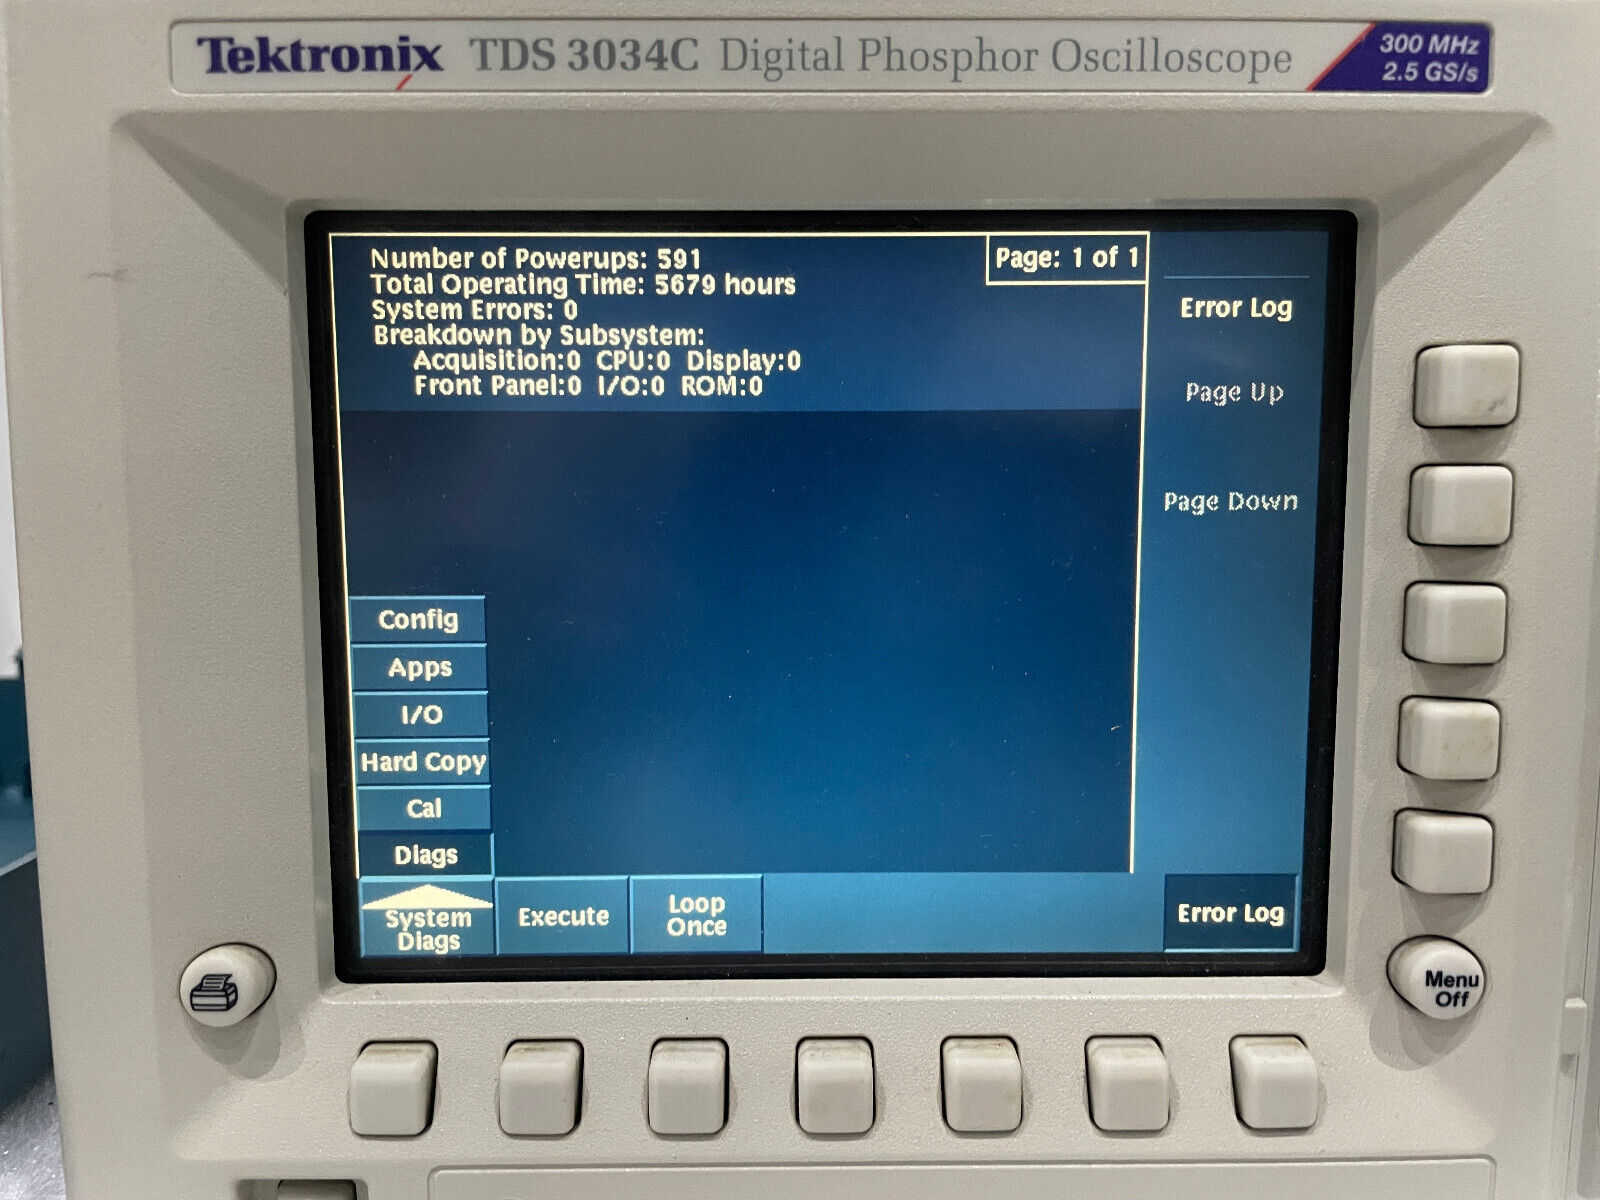 Tektronix TDS 3034C Digital Phosphor Oscilloscope
300 MHz
2.5 GS/s
Number of Powerups: 591
Total Operating Time: 5679 hours
System Errors: 0
Breakdown by Subsystem:
Acquisition:0 CPU:0 Display:0
Front Panel:0 I/O:0 ROM:0
Page: 1 of 1
Error Log
Page Up
Page Down
Config
Apps
I/O
Hard Copy
Cal
Diags
System
Diags
Execute
Loop
Once
Error Log
Menu
Off